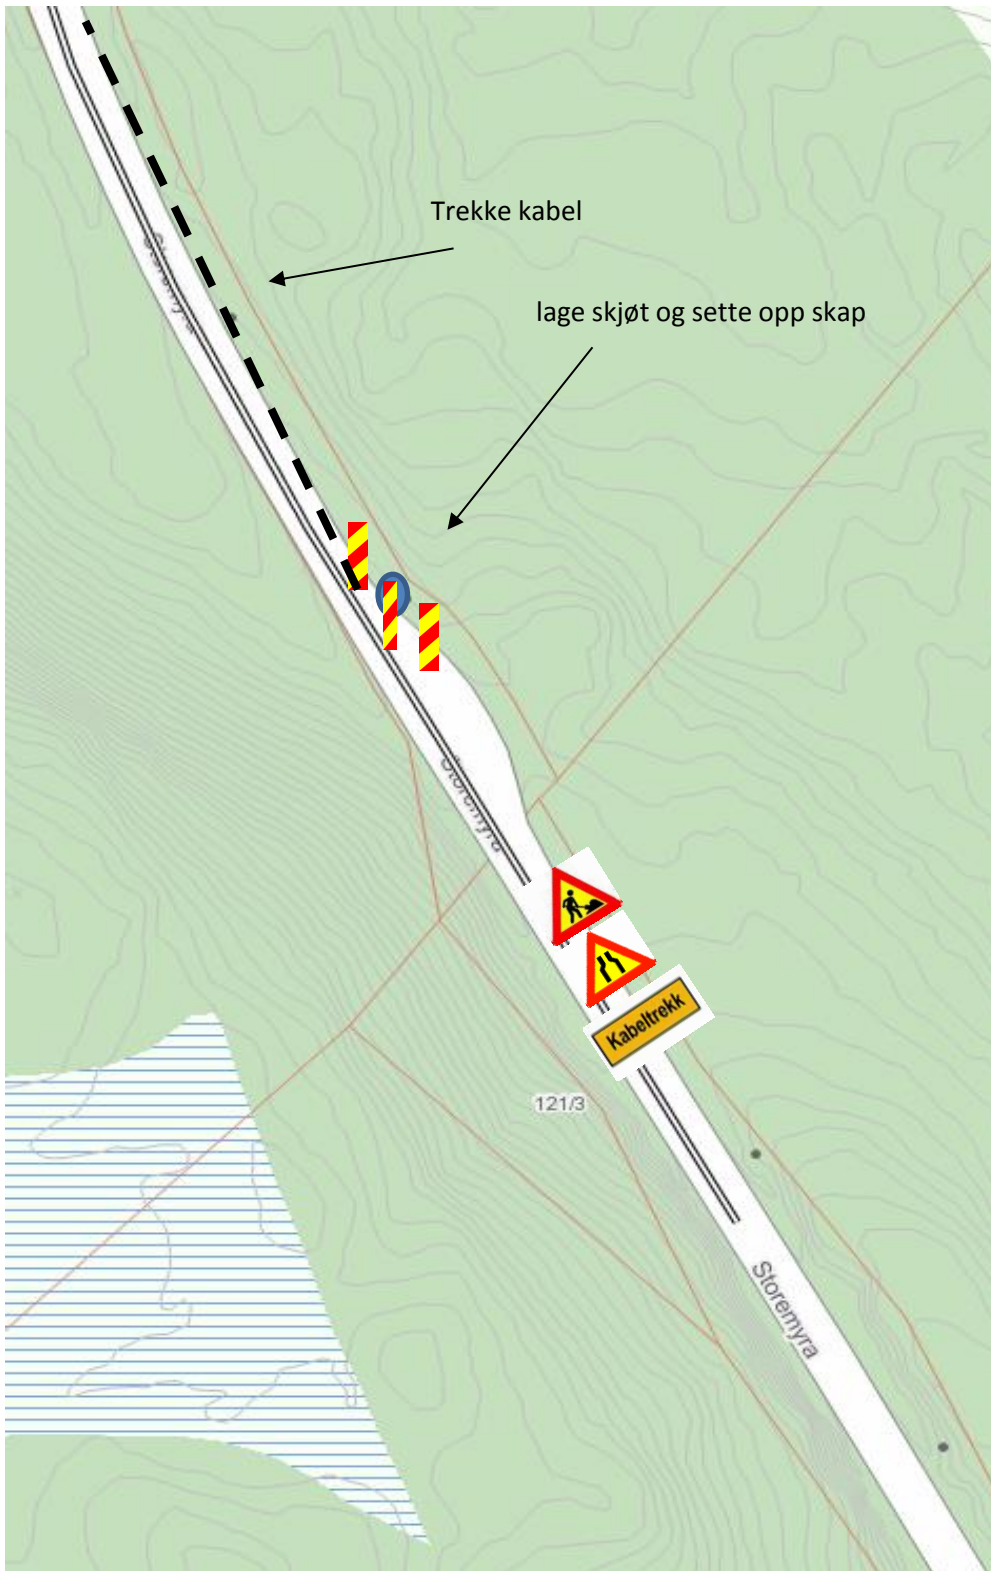 Trekke kabel
Storemyra
lage skjøt og sette opp skap
Storemyra
Kabeltrekk
121/3
Storemyra